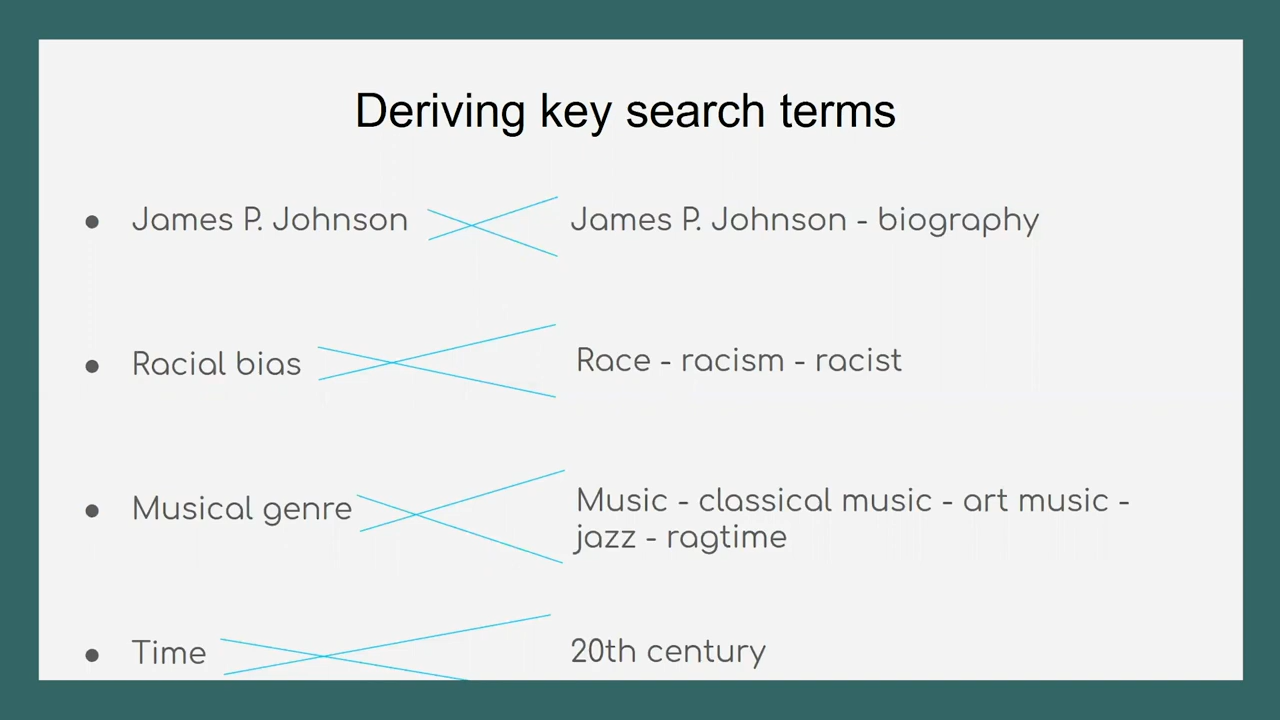 Deriving key search terms
● James P. Johnson
James P. Johnson - biography
● Racial bias
Race - racism - racist
● Musical genre
Music - classical music - art music -
jazz - ragtime
● Time
20th century